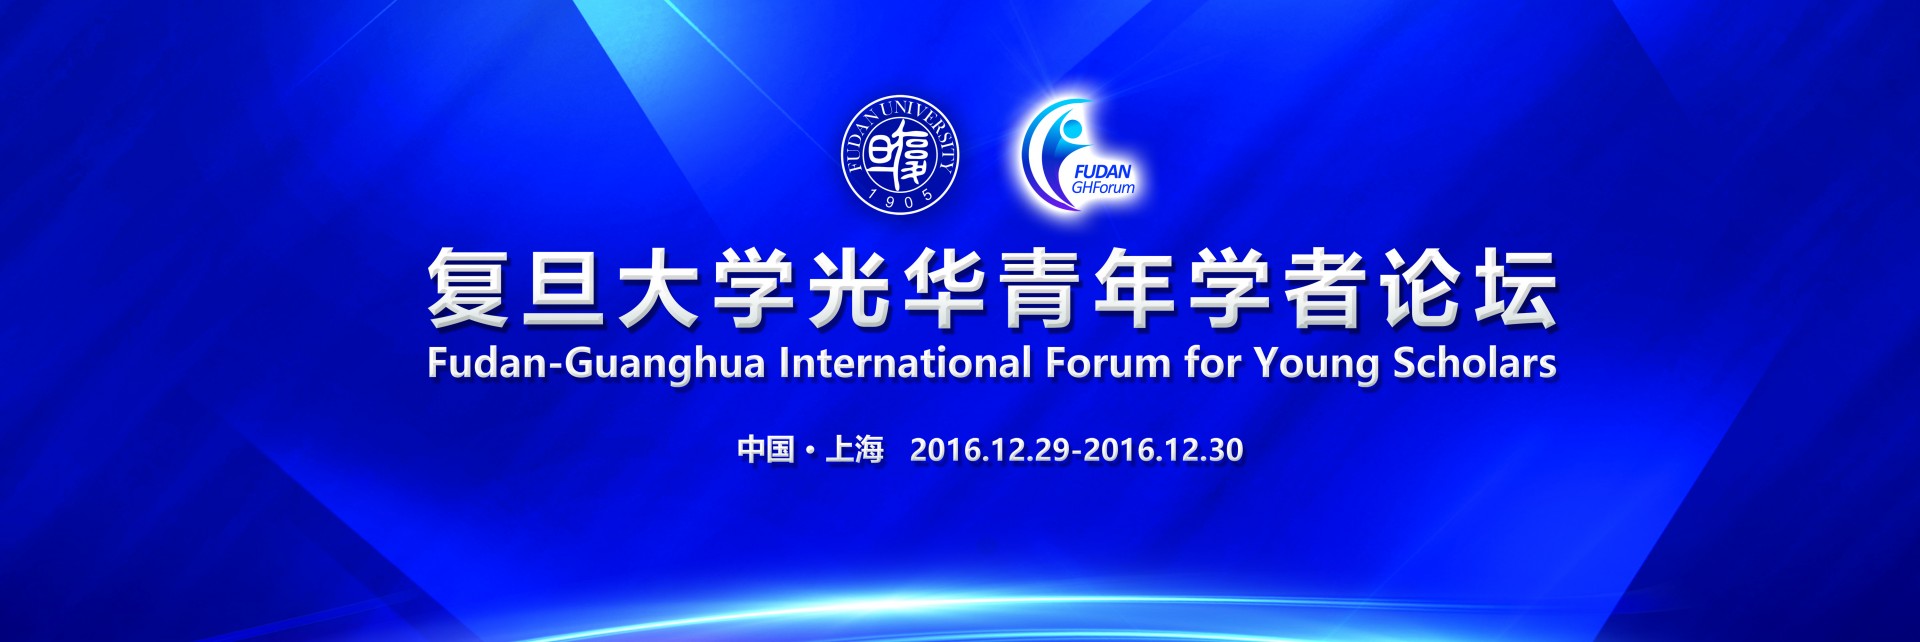 FUDAN UNIVERSITY
1905
FUDAN
GHForum
复旦大学光华青年学者论坛
Fudan-Guanghua International Forum for Young Scholars
中国·上海 2016.12.29-2016.12.30